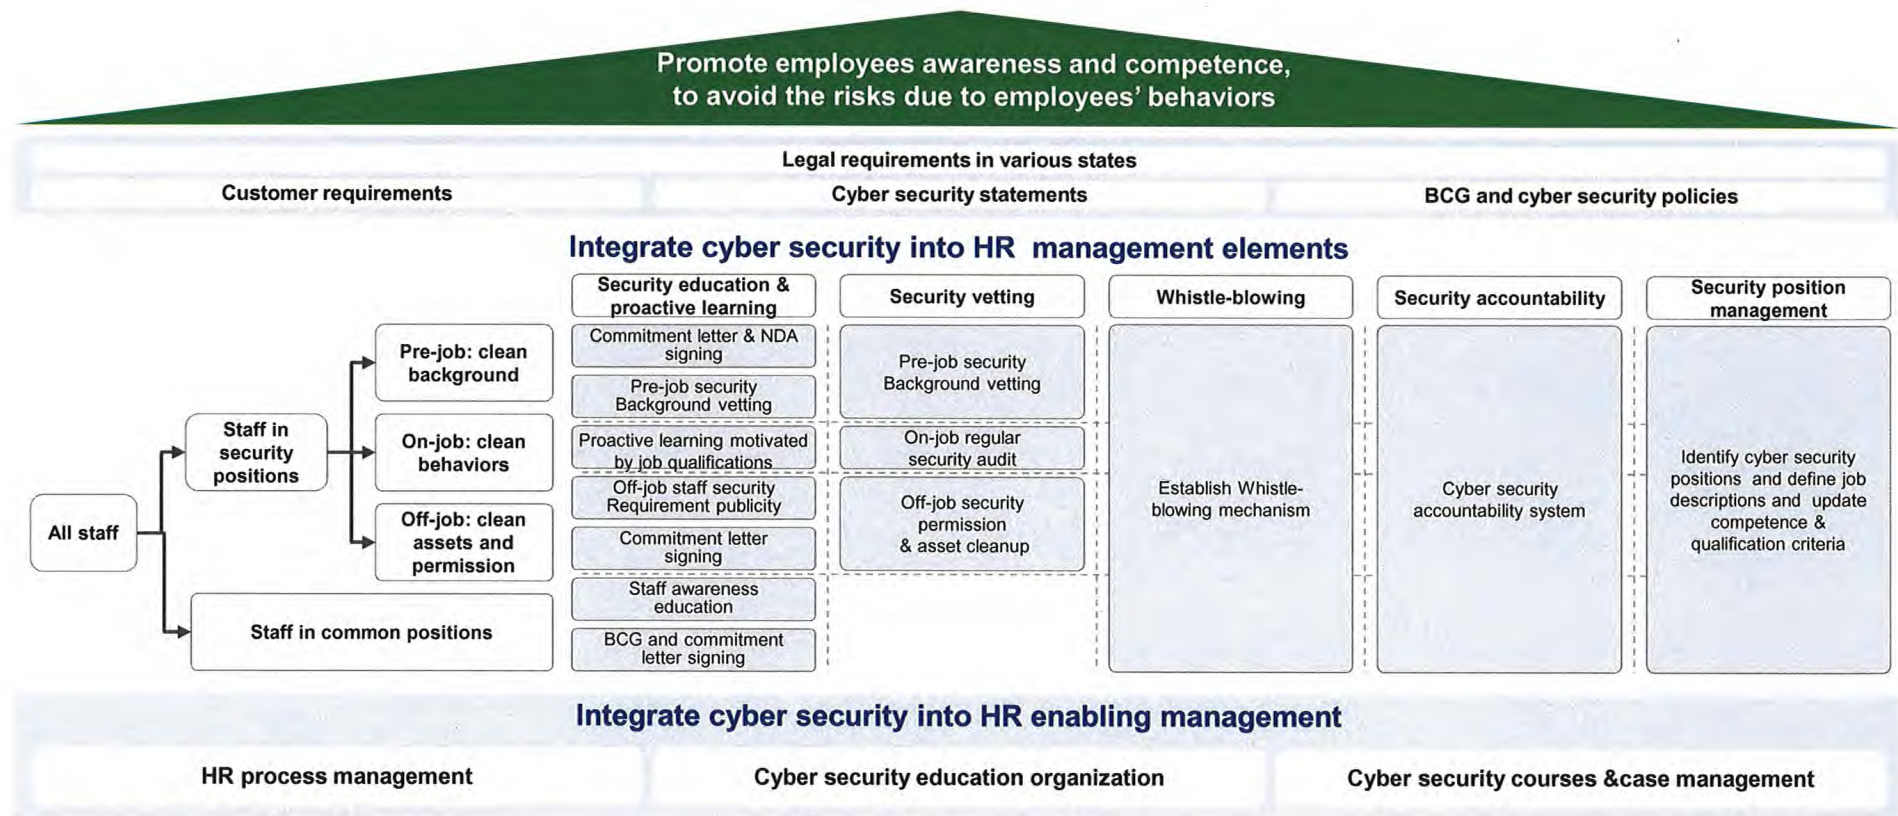 Promote employees awareness and competence,
to avoid the risks due to employees' behaviors
Legal requirements in various states
Customer requirements
Cyber security statements
BCG and cyber security policies
Integrate cyber security into HR management elements
Security education &
proactive learning
Security vetting
Whistle-blowing
Security accountability
Security position
management
All staff
Staff in
security
positions
Staff in common positions
Pre-job: clean
background
On-job: clean
behaviors
Off-job: clean
assets and
permission
Commitment letter & NDA
signing
Pre-job security
Background vetting
Proactive learning motivated
by job qualifications
Off-job staff security
Requirement publicity
Commitment letter
signing
Staff awareness
education
BCG and commitment
letter signing
Pre-job security
Background vetting
On-job regular
security audit
Off-job security
permission
& asset cleanup
Establish Whistle-
blowing mechanism
Cyber security
accountability system
Identify cyber security
positions and define job
descriptions and update
competence &
qualification criteria
Integrate cyber security into HR enabling management
HR process management
Cyber security education organization
Cyber security courses &case management